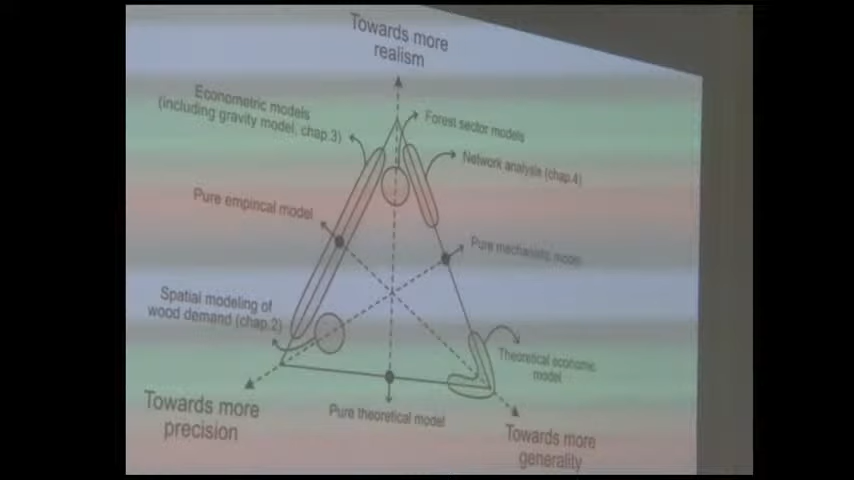 Towards more
realism
Econometric models
(including gravity model, chap.3)
Forest sector models
Network analysis (chap.4)
Pure empirical model
Pure mechanistic model
Spatial modeling of
wood demand (chap.2)
Theoretical economic
model
Towards more
precision
Pure theoretical model
Towards more
generality